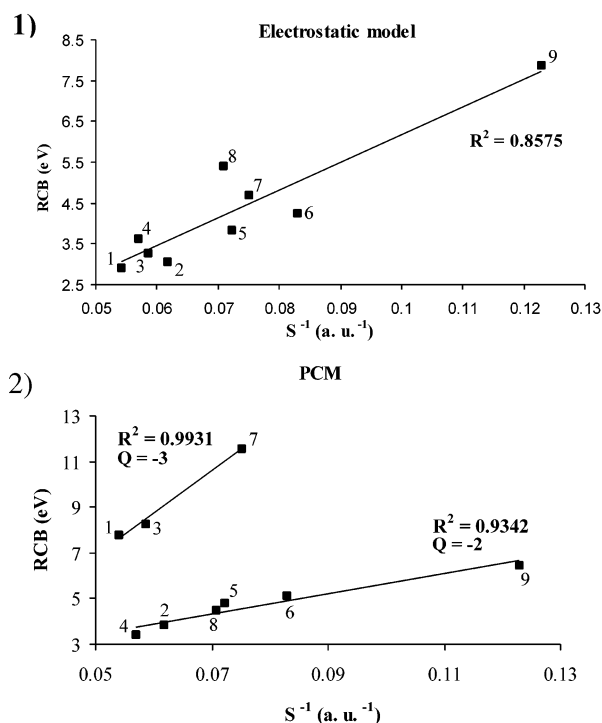 1)
Electrostatic model
8.5
7.5
6.5
5.5
4.5
3.5
2.5
RCB (eV)
9
R² = 0.8575
8
7
6
5
4
1
3
2
0.05 0.06 0.07 0.08 0.09 0.10 0.11 0.12 0.13
S⁻¹ (a. u.⁻¹)
2)
PCM
13
11
9
7
5
3
RCB (eV)
R² = 0.9931
Q = -3
7
1
3
R² = 0.9342
Q = -2
9
5
2
6
8
4
0.05 0.07 0.09 0.11 0.13
S⁻¹ (a. u.⁻¹)